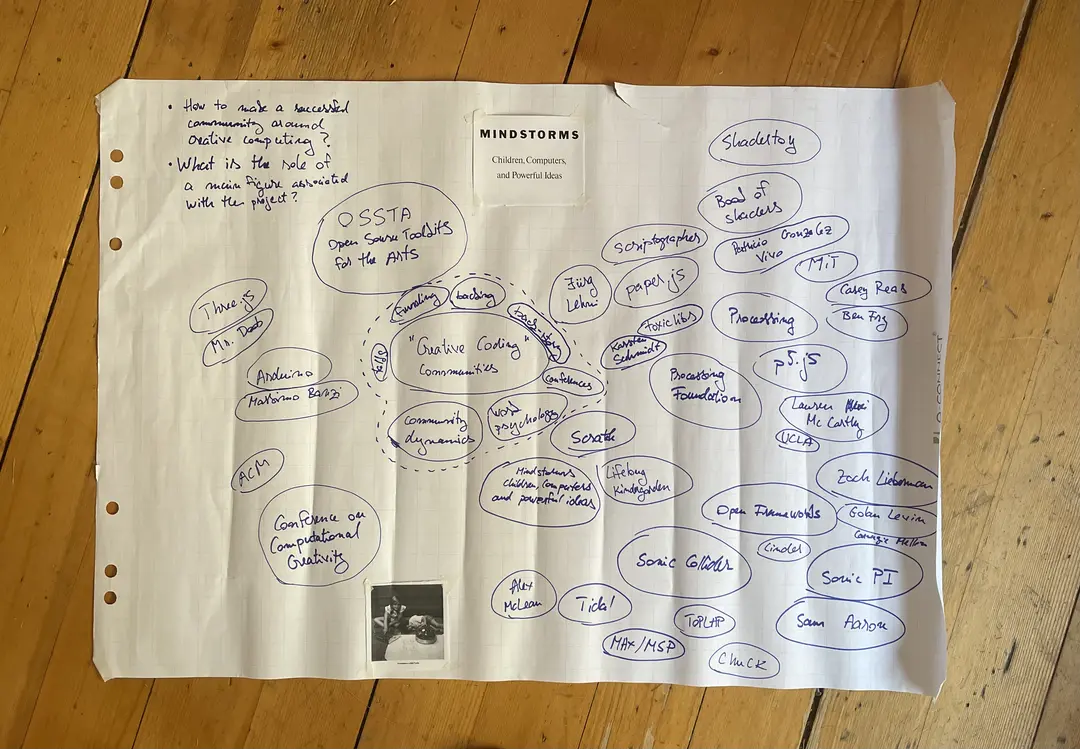 • How to make a successful
community around
creative computing?
• What is the role of
a main figure associated
with the project?
MINDSTORMS
Children, Computers,
and Powerful Ideas
OSSTA
Open Source Toolkits
for the Arts
Shadertoy
Book of
shaders
Patricio Gonzalez
Vivo
MIT
Scriptographer
Jürg
Lehni
paper.js
Casey Reas
Ben Fry
Processing
toxiclibs
Karsten
Schmidt
Processing
Foundation
p5.js
Lauren
McCarthy
UCLA
Three.js
Mr. Doob
Arduino
Massimo Banzi
funding
backing
conferences
"Creative Coding"
Communities
Community
dynamics
psychology
Scratch
Mindstorms
Children, computers
and powerful ideas
Lifelong
Kindergarden
ACM
Conference on
Computational
Creativity
Zach Lieberman
Open Frameworks
Golan Levin
Carnegie Mellon
Cinder
Sonic Collider
Sonic PI
Sam Aaron
Alex
McLean
Tidal
TOPLAP
MAX/MSP
ChucK
CONNECT